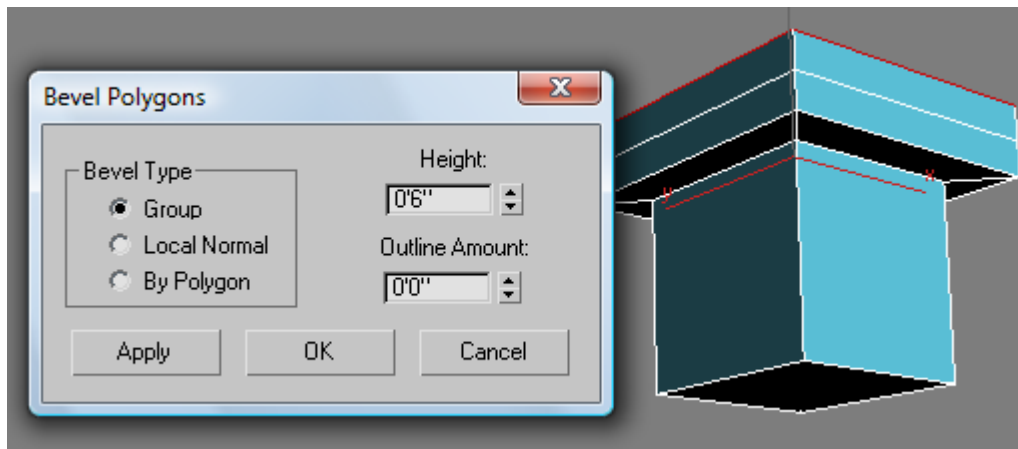 Bevel Polygons
Bevel Type
Group
Local Normal
By Polygon
Height:
0'6"
Outline Amount:
0'0"
Apply
OK
Cancel
y
x